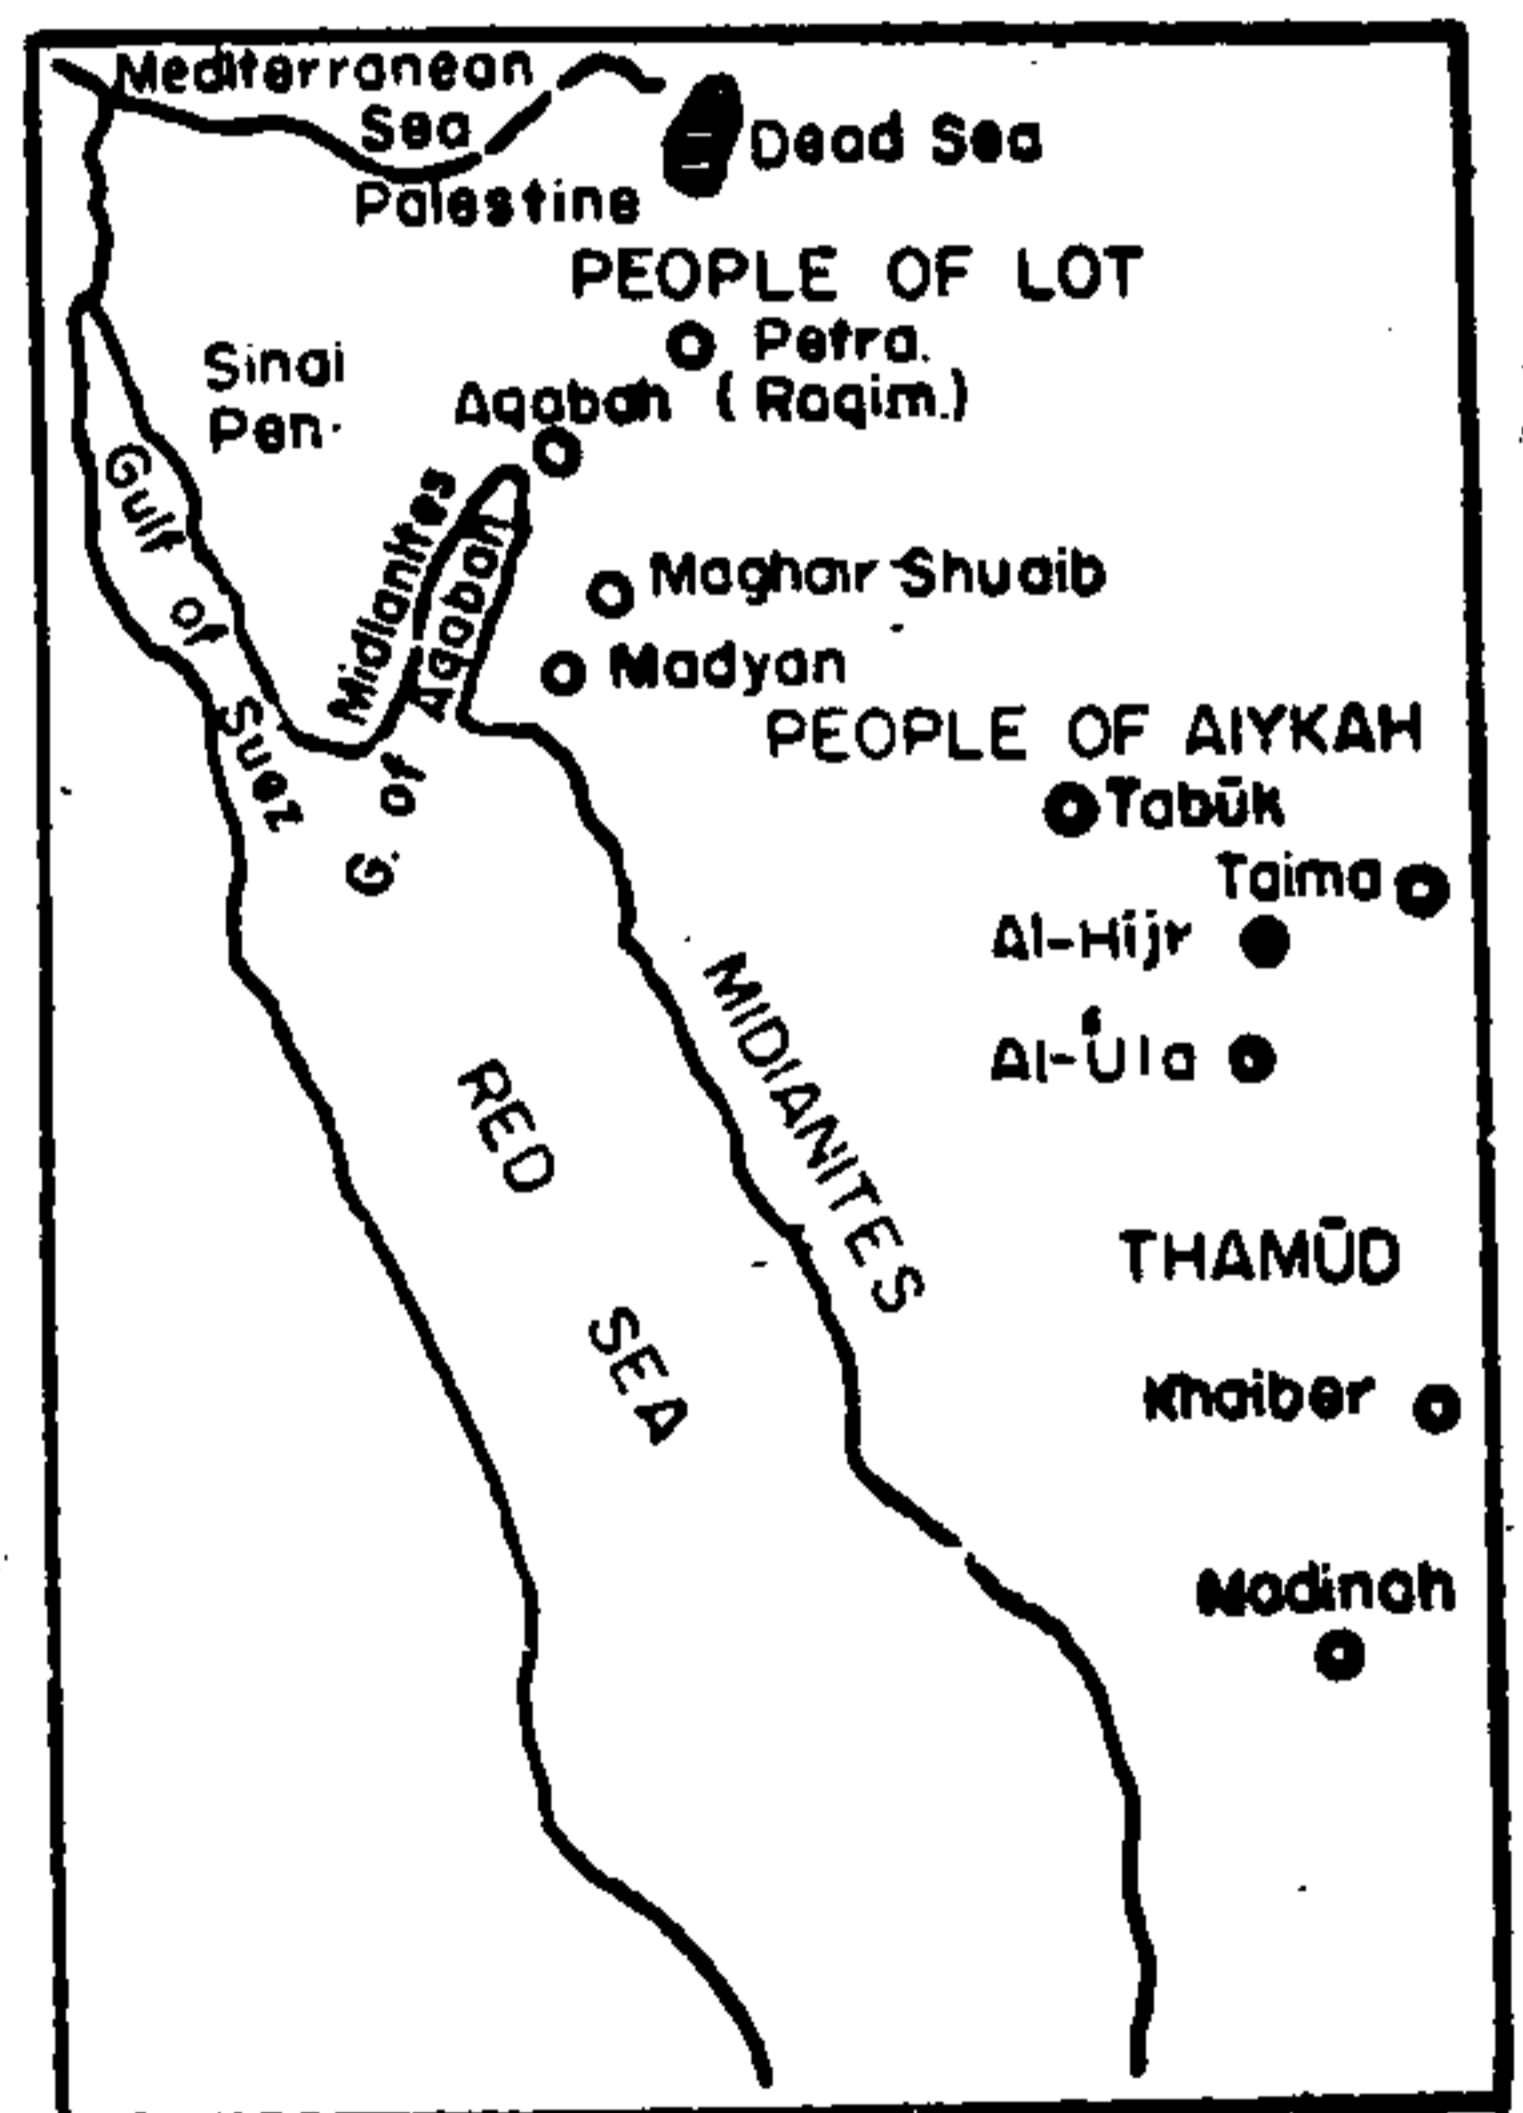 Mediterranean
Sea
Dead Sea
Palestine
PEOPLE OF LOT
Petra.
(Raqim.)
Sinai
Pen.
Aqabah
Gulf of Suez
Midianites
G. of Aqabah
Maghair-Shuaib
Madyan
PEOPLE OF AIYKAH
Tabūk
Taima
Al-Hijr
Al-Úla
MIDIANITES
RED SEA
THAMŪD
Khaiber
Madinah